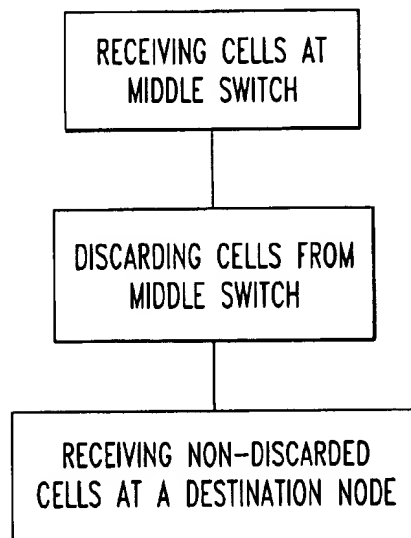 RECEIVING CELLS AT
MIDDLE SWITCH
DISCARDING CELLS FROM
MIDDLE SWITCH
RECEIVING NON-DISCARDED
CELLS AT A DESTINATION NODE